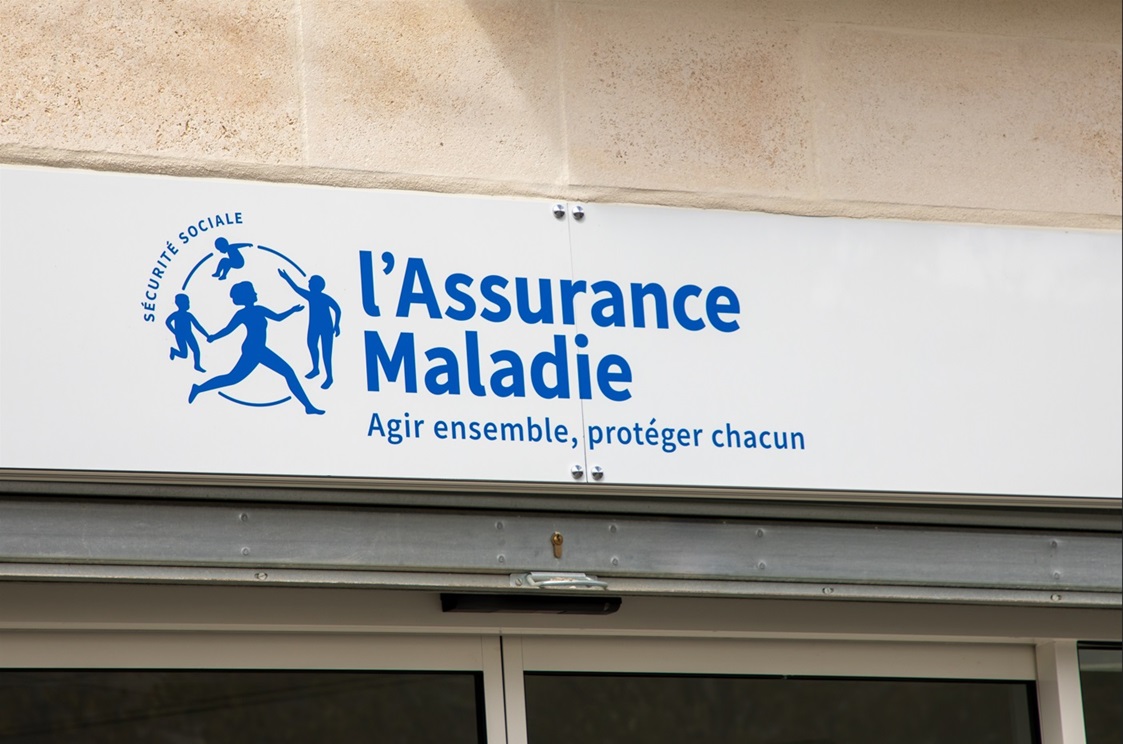 SÉCURITÉ SOCIALE
l'Assurance
Maladie
Agir ensemble, protéger chacun